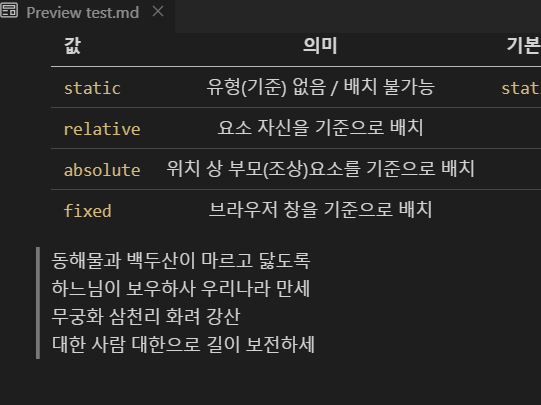 Preview test.md
값 의미 기본
static 유형(기준) 없음 / 배치 불가능 stat
relative 요소 자신을 기준으로 배치
absolute 위치 상 부모(조상)요소를 기준으로 배치
fixed 브라우저 창을 기준으로 배치
동해물과 백두산이 마르고 닳도록
하느님이 보우하사 우리나라 만세
무궁화 삼천리 화려 강산
대한 사람 대한으로 길이 보전하세